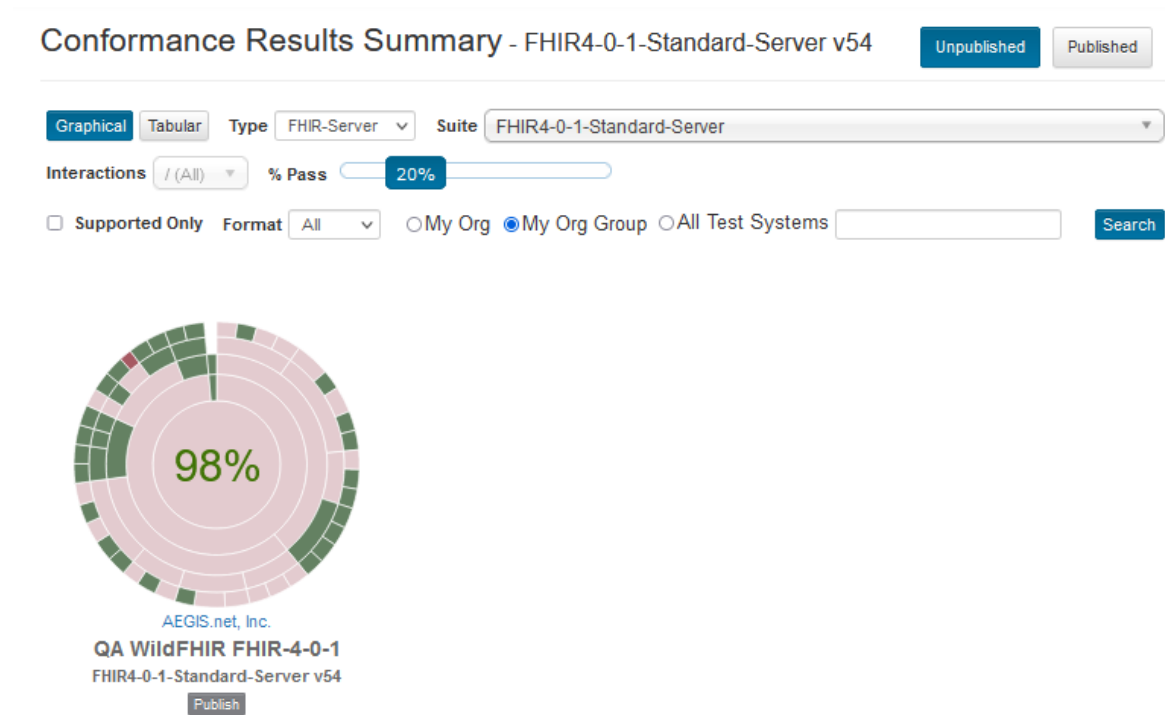 Conformance Results Summary - FHIR4-0-1-Standard-Server v54 Unpublished Published
Graphical Tabular Type FHIR-Server Suite FHIR4-0-1-Standard-Server
Interactions / (All) % Pass 20%
Supported Only Format All My Org My Org Group All Test Systems Search
98%
AEGIS.net, Inc.
QA WildFHIR FHIR-4-0-1
FHIR4-0-1-Standard-Server v54
Publish